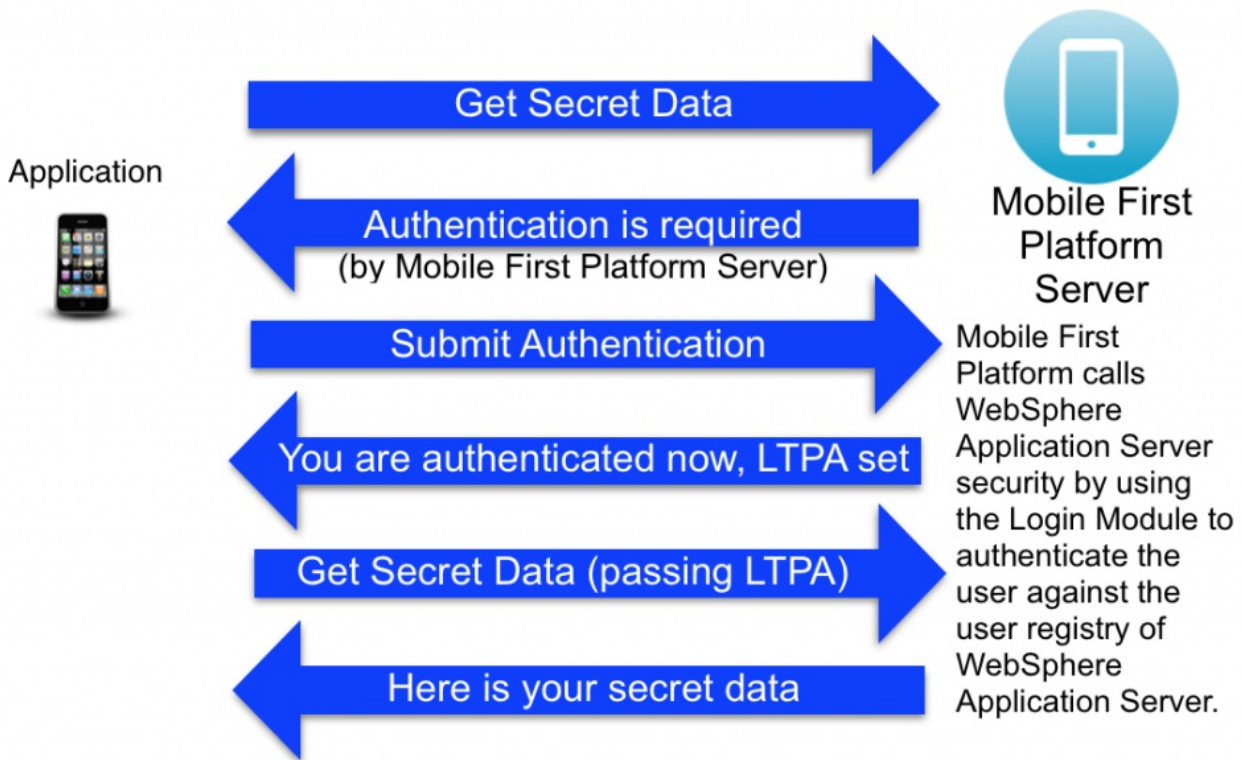 Get Secret Data
Application
Mobile First
Platform
Server
Authentication is required
(by Mobile First Platform Server)
Submit Authentication
Mobile First
Platform calls
WebSphere
Application Server
security by using
the Login Module to
authenticate the
user against the
user registry of
WebSphere
Application Server.
You are authenticated now, LTPA set
Get Secret Data (passing LTPA)
Here is your secret data